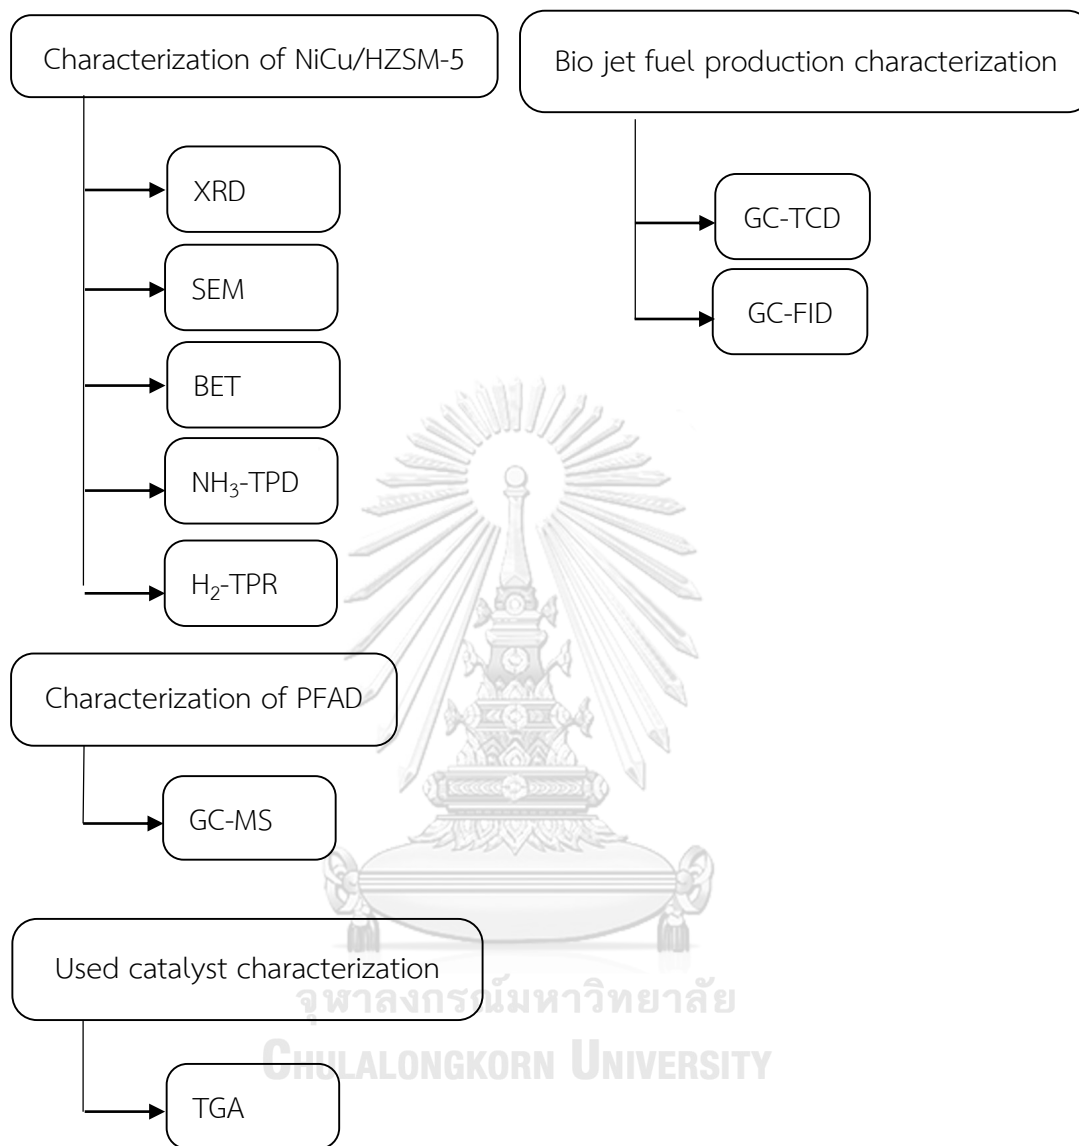 Characterization of NiCu/HZSM-5
XRD
SEM
BET
NH₃-TPD
H₂-TPR
Characterization of PFAD
GC-MS
Used catalyst characterization
TGA
Bio jet fuel production characterization
GC-TCD
GC-FID
จุฬาลงกรณ์มหาวิทยาลัย
CHULALONGKORN UNIVERSITY